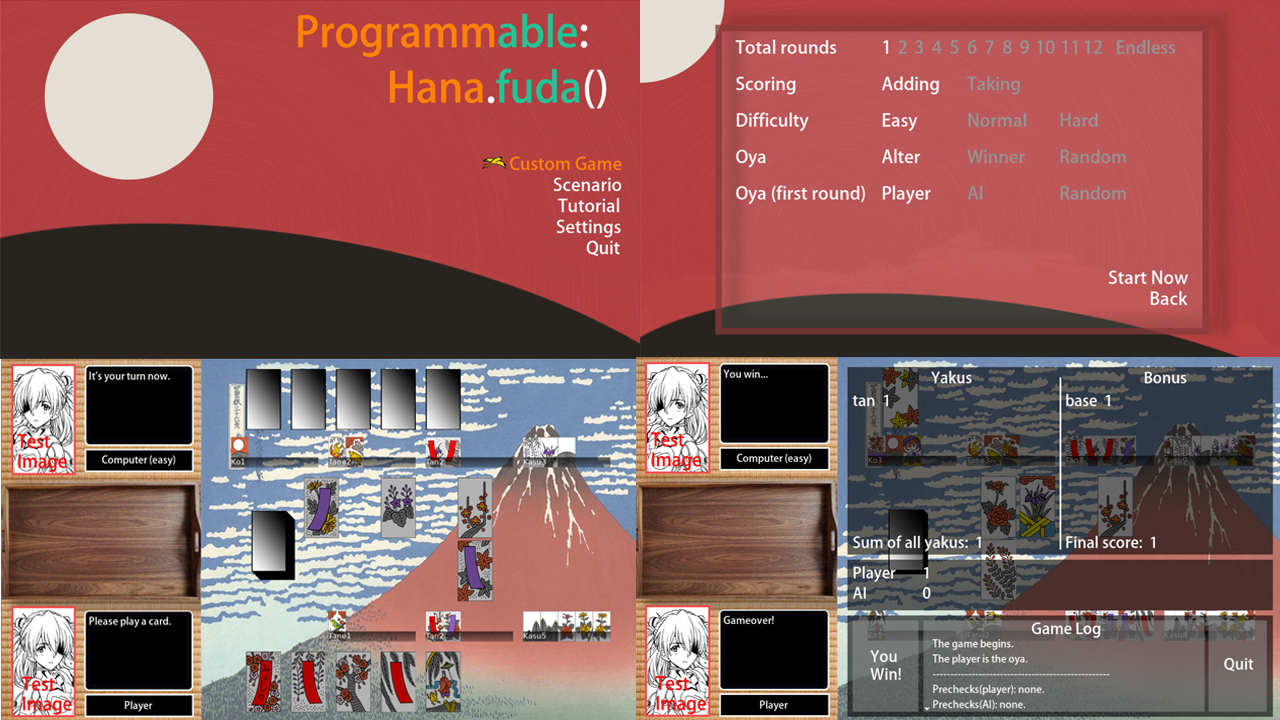 Programmable:
Hana.fuda()
Custom Game
Scenario
Tutorial
Settings
Quit
Total rounds 1 2 3 4 5 6 7 8 9 10 11 12 Endless
Scoring Adding Taking
Difficulty Easy Normal Hard
Oya Alter Winner Random
Oya (first round) Player AI Random
Start Now
Back
It's your turn now.
Test
Image
Computer (easy)
Ko1 Tane2 Tan2 Kasu3
Please play a card.
Test
Image
Player
Tane1 Tan2 Kasu5
You win...
Test
Image
Computer (easy)
Yakus Bonus
tan 1 base 1
Ko3 Tane3
Sum of all yakus: 1 Final score: 1
Player 1
AI 0
Gameover!
Test
Image
Player
Game Log
You
Win!
The game begins.
The player is the oya.
--------------------------------------------------
Prechecks(player): none.
Prechecks(AI): none.
Quit